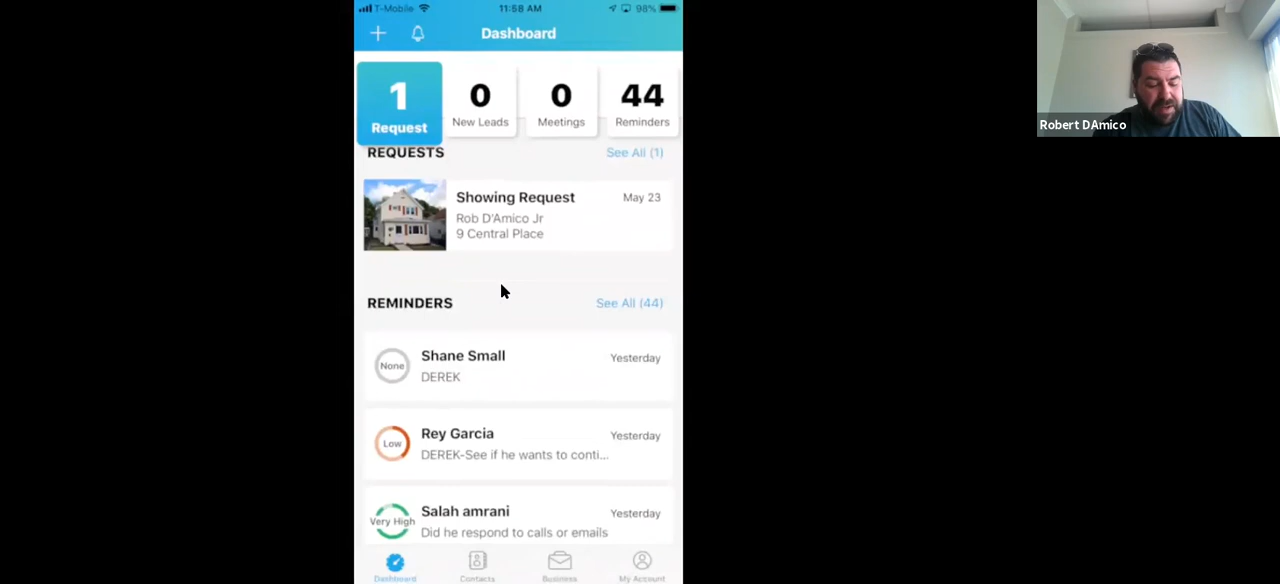 T-Mobile
11:58 AM
98%
Dashboard
1
Request
0
New Leads
0
Meetings
44
Reminders
REQUESTS
See All (1)
Showing Request
May 23
Rob D'Amico Jr
9 Central Place
REMINDERS
See All (44)
None
Shane Small
Yesterday
DEREK
Low
Rey Garcia
Yesterday
DEREK-See if he wants to conti...
Very High
Salah amrani
Yesterday
Did he respond to calls or emails
Dashboard
Contacts
Business
My Account
Robert DAmico